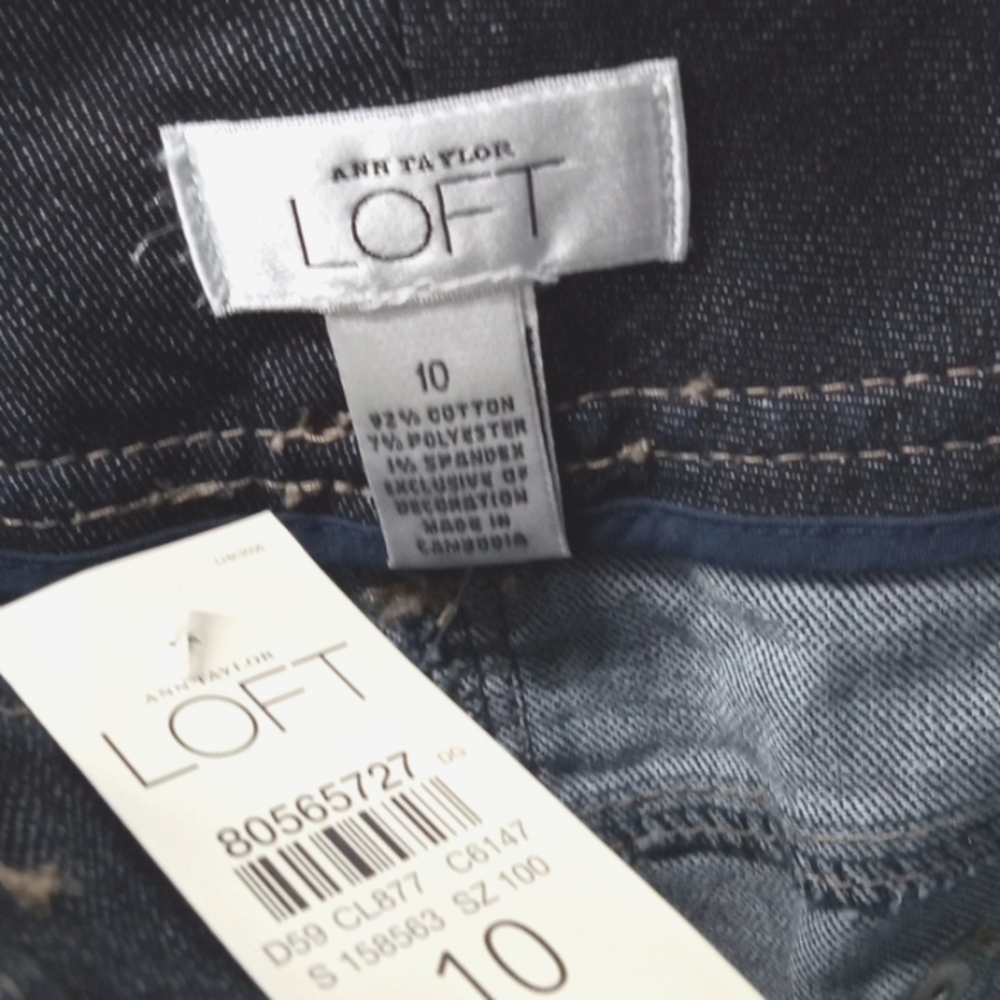 ANN TAYLOR
LOFT
10
92% COTTON
7% POLYESTER
1% SPANDEX
EXCLUSIVE OF
DECORATION
MADE IN
CAMBODIA
ANN TAYLOR
LOFT
80565727 DO
D59 CL877 C6147
S 158563 SZ 100
10